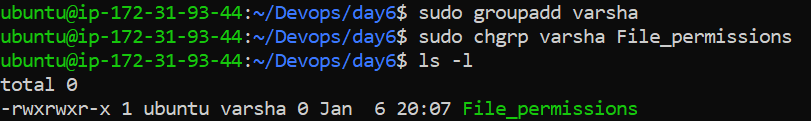 ubuntu@ip-172-31-93-44:~/Devops/day6$ sudo groupadd varsha
ubuntu@ip-172-31-93-44:~/Devops/day6$ sudo chgrp varsha File_permissions
ubuntu@ip-172-31-93-44:~/Devops/day6$ ls -l
total 0
-rwxrwxr-x 1 ubuntu varsha 0 Jan  6 20:07 File_permissions